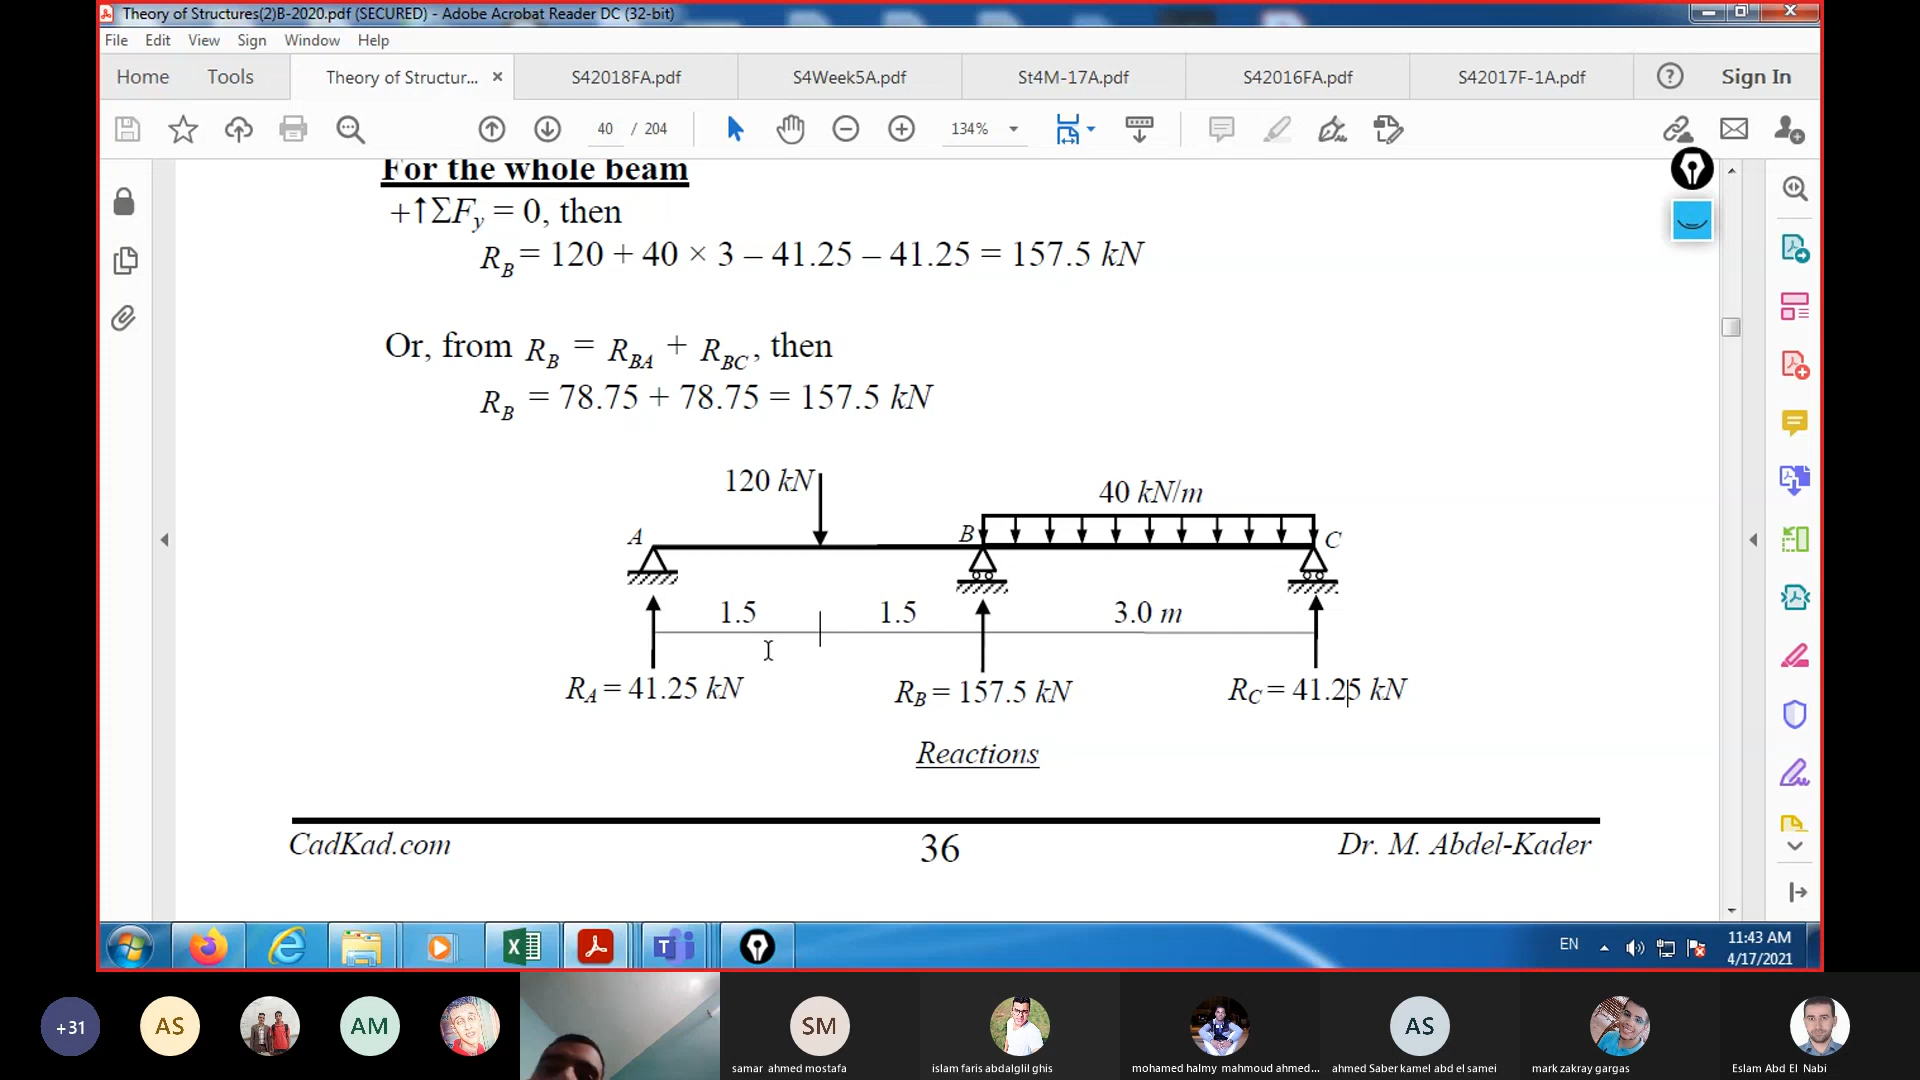 Theory of Structures(2)B-2020.pdf (SECURED) - Adobe Acrobat Reader DC (32-bit)
File Edit View Sign Window Help
Home Tools Theory of Structur... × S42018FA.pdf S4Week5A.pdf St4M-17A.pdf S42016FA.pdf S42017F-1A.pdf ? Sign In
40 / 204 134%
For the whole beam
+↑ΣFy = 0, then
RB = 120 + 40 × 3 – 41.25 – 41.25 = 157.5 kN
Or, from RB = RBA + RBC, then
RB = 78.75 + 78.75 = 157.5 kN
120 kN
40 kN/m
A B C
1.5 1.5 3.0 m
RA = 41.25 kN RB = 157.5 kN RC = 41.25 kN
Reactions
CadKad.com 36 Dr. M. Abdel-Kader
EN 11:43 AM
4/17/2021
+31 AS AM SM AS
samar ahmed mostafa islam faris abdalglil ghis mohamed halmy mahmoud ahmed... ahmed Saber kamel abd el samei mark zakray gargas Eslam Abd El Nabi